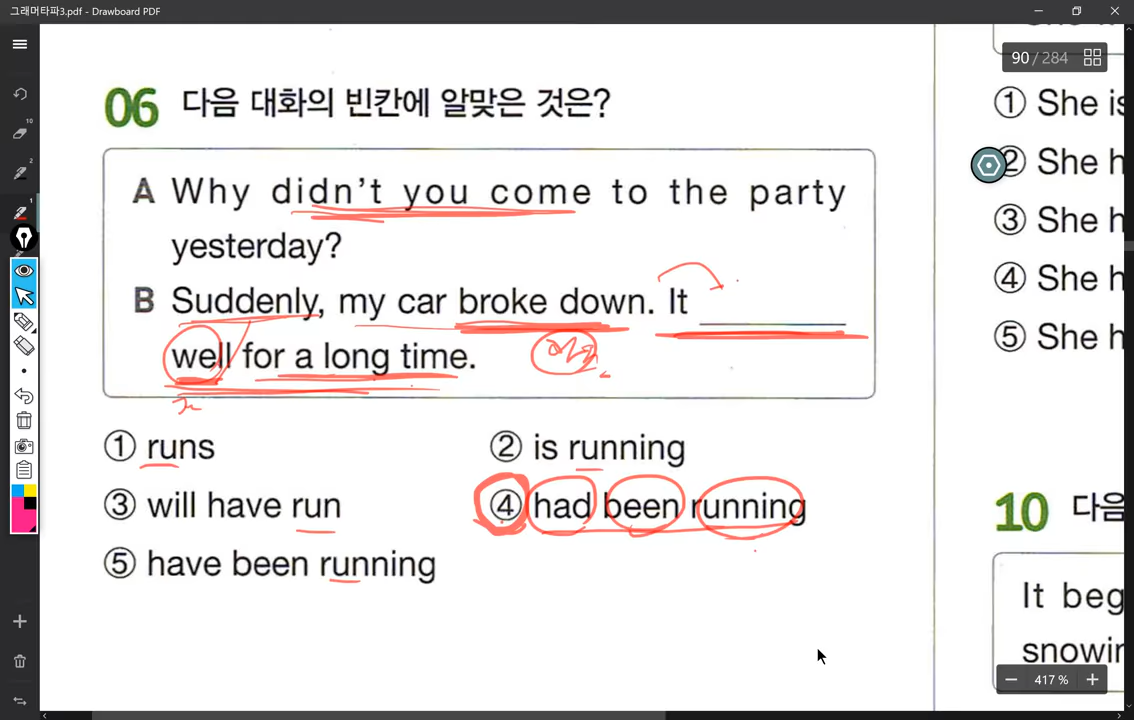 그래머타파3.pdf - Drawboard PDF
90 / 284
06 다음 대화의 빈칸에 알맞은 것은?
A Why didn't you come to the party
yesterday?
B Suddenly, my car broke down. It ________
well for a long time.
① runs
② is running
③ will have run
④ had been running
⑤ have been running
① She is
② She h
③ She h
④ She h
⑤ She h
10 다음
It beg
snowin
417 %
10
2
1